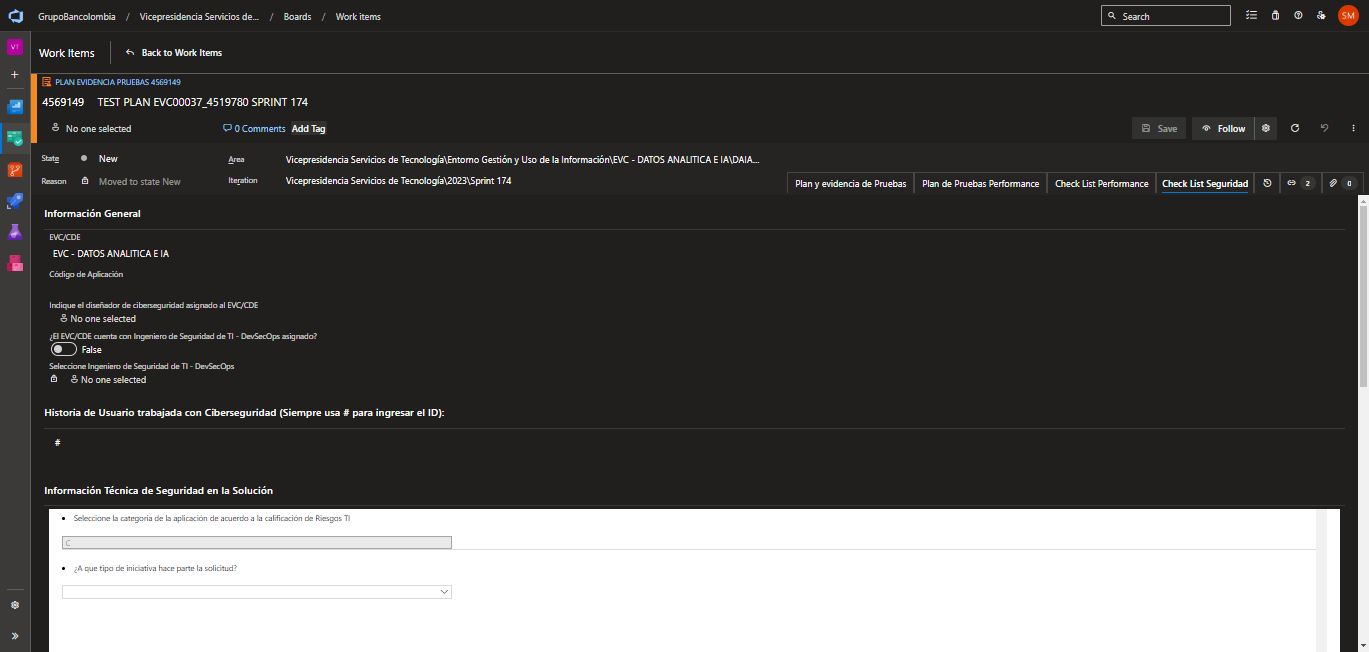 GrupoBancolombia / Vicepresidencia Servicios de... / Boards / Work items
Search
SM
VT
Work Items
Back to Work Items
PLAN EVIDENCIA PRUEBAS 4569149
4569149 TEST PLAN EVC00037_4519780 SPRINT 174
No one selected
0 Comments
Add Tag
Save
Follow
State
New
Area
Vicepresidencia Servicios de Tecnología\Entorno Gestión y Uso de la Información\EVC - DATOS ANALITICA E IA\DAIA...
Reason
Moved to state New
Iteration
Vicepresidencia Servicios de Tecnología\2023\Sprint 174
Plan y evidencia de Pruebas
Plan de Pruebas Performance
Check List Performance
Check List Seguridad
2
0
Información General
EVC/CDE
EVC - DATOS ANALITICA E IA
Código de Aplicación
Indique el diseñador de ciberseguridad asignado al EVC/CDE
No one selected
¿El EVC/CDE cuenta con Ingeniero de Seguridad de TI - DevSecOps asignado?
False
Seleccione Ingeniero de Seguridad de TI - DevSecOps
No one selected
Historia de Usuario trabajada con Ciberseguridad (Siempre usa # para ingresar el ID):
#
Información Técnica de Seguridad en la Solución
• Seleccione la categoria de la aplicación de acuerdo a la calificación de Riesgos TI
C
• ¿A que tipo de iniciativa hace parte la solicitud?